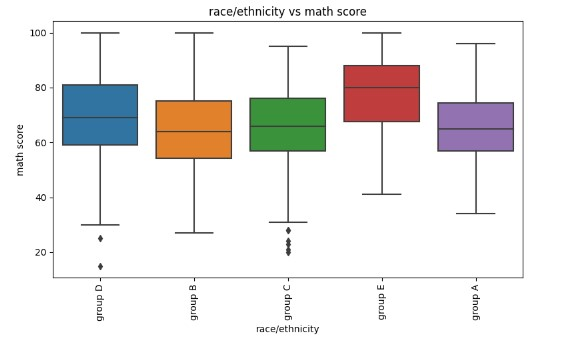 race/ethnicity vs math score
100
80
60
40
20
math score
group D
group B
group C
group E
group A
race/ethnicity